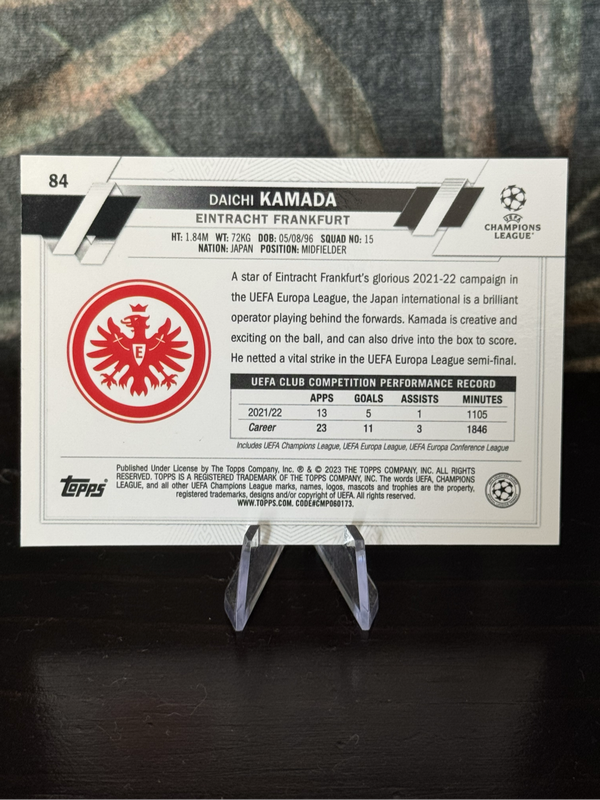 84
DAICHI KAMADA
EINTRACHT FRANKFURT
HT: 1.84M WT: 72KG DOB: 05/08/96 SQUAD NO: 15
NATION: JAPAN POSITION: MIDFIELDER
UEFA
CHAMPIONS
LEAGUE
A star of Eintracht Frankfurt's glorious 2021-22 campaign in
the UEFA Europa League, the Japan international is a brilliant
operator playing behind the forwards. Kamada is creative and
exciting on the ball, and can also drive into the box to score.
He netted a vital strike in the UEFA Europa League semi-final.
E
UEFA CLUB COMPETITION PERFORMANCE RECORD
APPS GOALS ASSISTS MINUTES
2021/22 13 5 1 1105
Career 23 11 3 1846
Includes UEFA Champions League, UEFA Europa League, UEFA Europa Conference League
Topps
Published Under License by The Topps Company, Inc. ® & © 2023 THE TOPPS COMPANY, INC. ALL RIGHTS
RESERVED. TOPPS IS A REGISTERED TRADEMARK OF THE TOPPS COMPANY, INC. The words UEFA, CHAMPIONS
LEAGUE, and all other UEFA Champions League marks, names, logos, mascots and trophies are the property,
registered trademarks, designs and/or copyright of UEFA. All rights reserved.
WWW.TOPPS.COM. CODE#CMP060173.